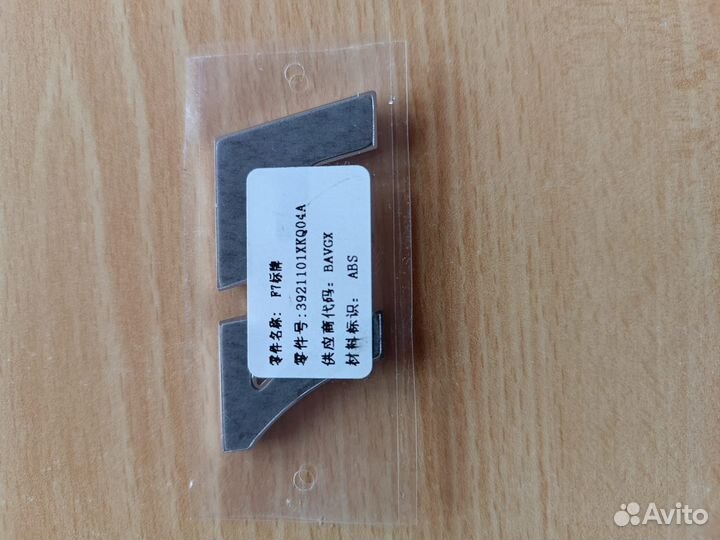 零件名称: F7标牌
零件号:3921101XKQ04A
供应商代码: BAVGX
材料标识: ABS
Avito